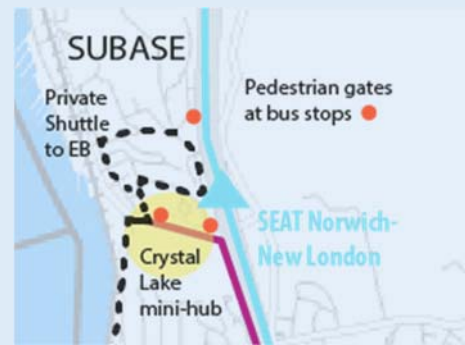 SUBASE
Private
Shuttle
to EB
Pedestrian gates
at bus stops
SEAT Norwich-
New London
Crystal
Lake
mini-hub